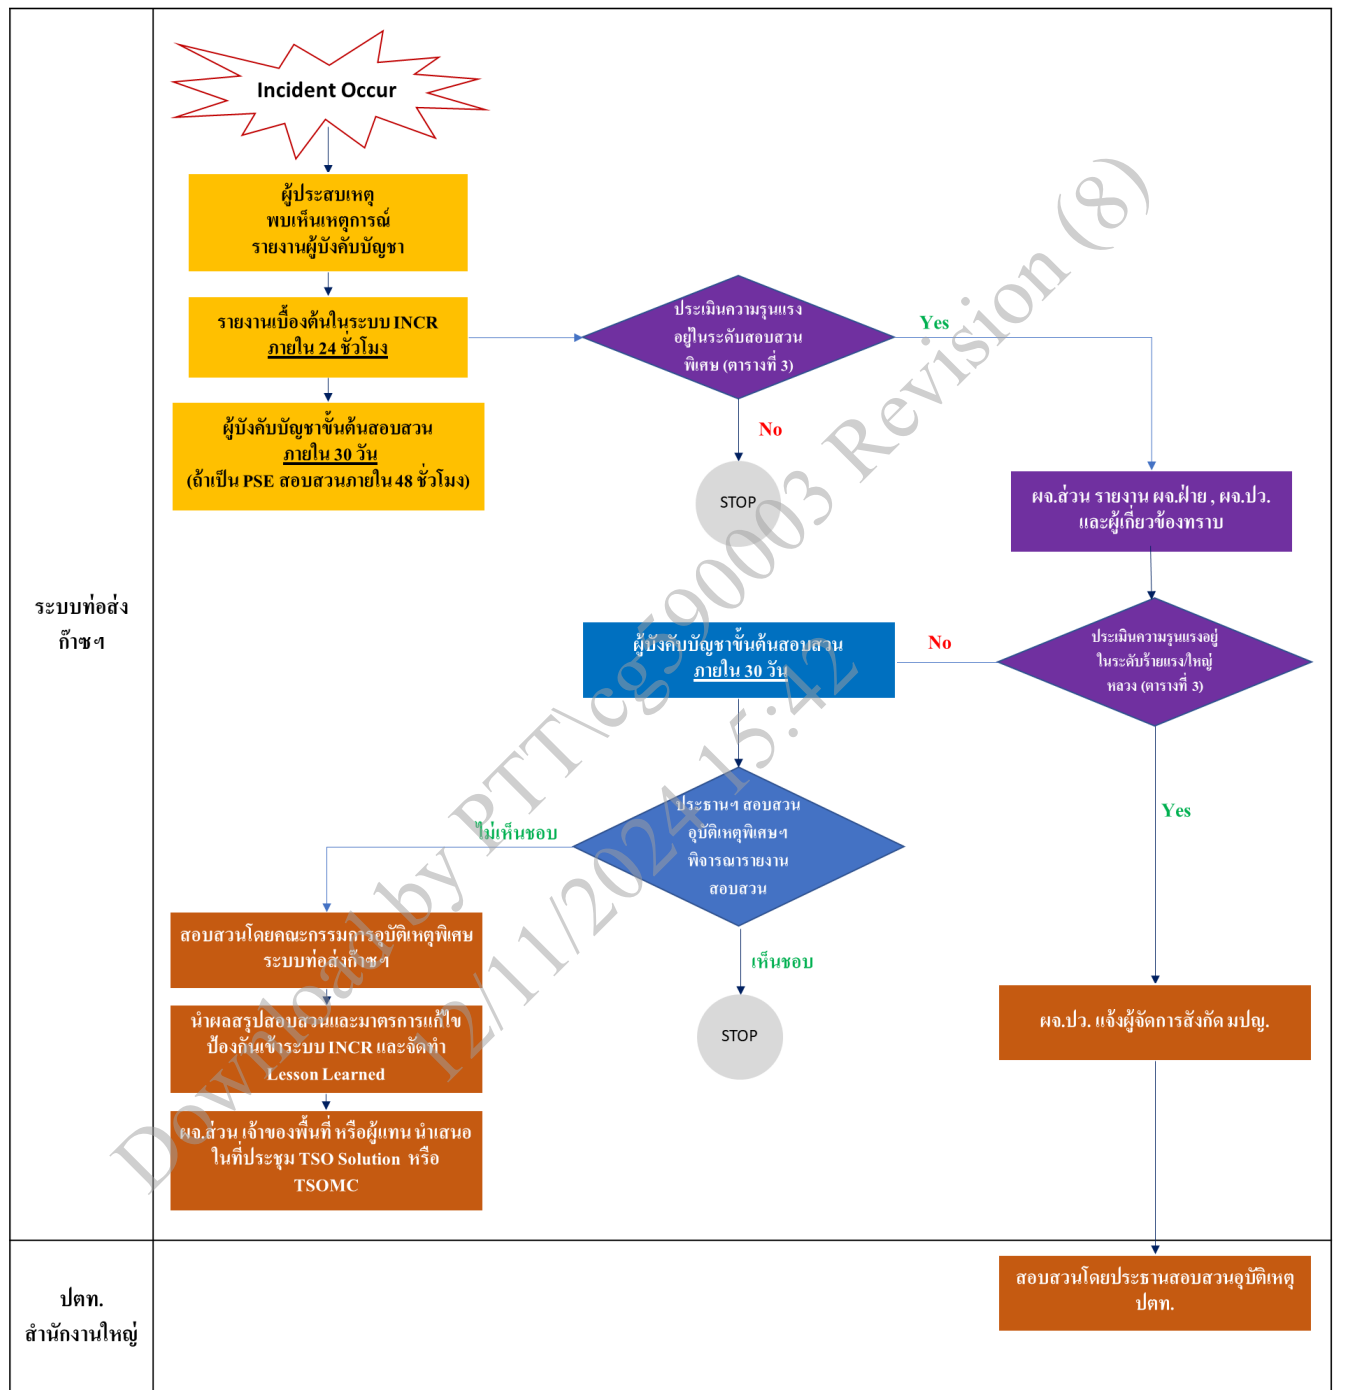 Incident Occur
ผู้ประสบเหตุ
พบเห็นเหตุการณ์
รายงานผู้บังคับบัญชา
รายงานเบื้องต้นในระบบ INCR
ภายใน 24 ชั่วโมง
ผู้บังคับบัญชาขั้นต้นสอบสวน
ภายใน 30 วัน
(ถ้าเป็น PSE สอบสวนภายใน 48 ชั่วโมง)
ประเมินความรุนแรง
อยู่ในระดับสอบสวน
พิเศษ (ตารางที่ 3)
Yes
No
STOP
ผจ.ส่วน รายงาน ผจ.ฝ่าย , ผจ.ปว.
และผู้เกี่ยวข้องทราบ
ประเมินความรุนแรงอยู่
ในระดับร้ายแรง/ใหญ่
หลวง (ตารางที่ 3)
No
Yes
ผู้บังคับบัญชาขั้นต้นสอบสวน
ภายใน 30 วัน
ประธานฯ สอบสวน
อุบัติเหตุพิเศษฯ
พิจารณารายงาน
สอบสวน
ไม่เห็นชอบ
เห็นชอบ
STOP
สอบสวนโดยคณะกรรมการอุบัติเหตุพิเศษ
ระบบท่อส่งก๊าซฯ
นำผลสรุปสอบสวนและมาตรการแก้ไข
ป้องกันเข้าระบบ INCR และจัดทำ
Lesson Learned
ผจ.ส่วน เจ้าของพื้นที่ หรือผู้แทน นำเสนอ
ในที่ประชุม TSO Solution หรือ
TSOMC
ผจ.ปว. แจ้งผู้จัดการสังกัด มปญ.
สอบสวนโดยประธานสอบสวนอุบัติเหตุ
ปตท.
ระบบท่อส่ง
ก๊าซฯ
ปตท.
สำนักงานใหญ่
Download by PTT\cg590003 Revision (8)
12/11/2024 15:42